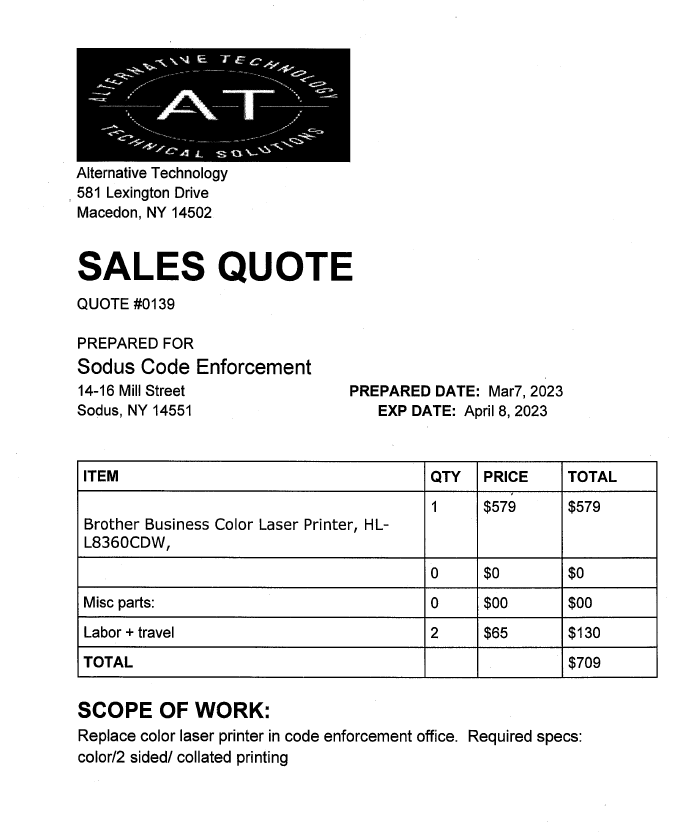 ALTERNATIVE TECHNOLOGY
AT
TECHNICAL SOLUTIONS
Alternative Technology
581 Lexington Drive
Macedon, NY 14502
SALES QUOTE
QUOTE #0139
PREPARED FOR
Sodus Code Enforcement
14-16 Mill Street PREPARED DATE: Mar7, 2023
Sodus, NY 14551 EXP DATE: April 8, 2023
ITEM QTY PRICE TOTAL
1 $579 $579
Brother Business Color Laser Printer, HL-
L8360CDW,
0 $0 $0
Misc parts: 0 $00 $00
Labor + travel 2 $65 $130
TOTAL $709
SCOPE OF WORK:
Replace color laser printer in code enforcement office. Required specs:
color/2 sided/ collated printing